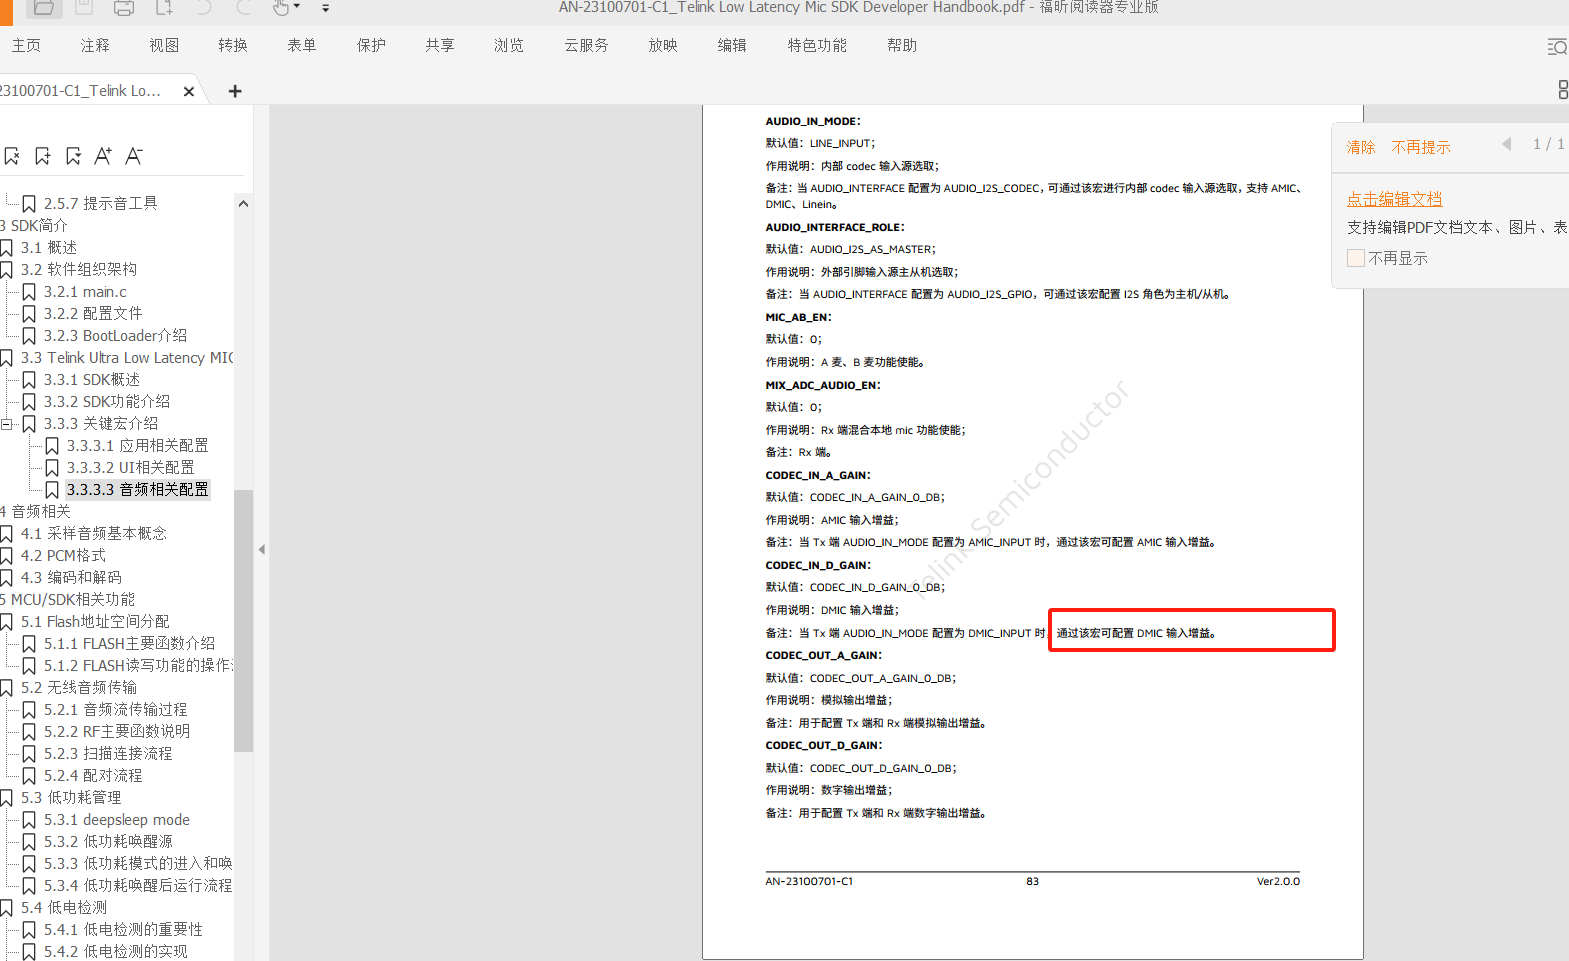 AN-23100701-C1_Telink Low Latency Mic SDK Developer Handbook.pdf - 福昕阅读器专业版
主页 注释 视图 转换 表单 保护 共享 浏览 云服务 放映 编辑 特色功能 帮助
23100701-C1_Telink Lo...
2.5.7 提示音工具
3 SDK简介
3.1 概述
3.2 软件组织架构
3.2.1 main.c
3.2.2 配置文件
3.2.3 BootLoader介绍
3.3 Telink Ultra Low Latency MIC
3.3.1 SDK概述
3.3.2 SDK功能介绍
3.3.3 关键宏介绍
3.3.3.1 应用相关配置
3.3.3.2 UI相关配置
3.3.3.3 音频相关配置
4 音频相关
4.1 采样音频基本概念
4.2 PCM格式
4.3 编码和解码
5 MCU/SDK相关功能
5.1 Flash地址空间分配
5.1.1 FLASH主要函数介绍
5.1.2 FLASH读写功能的操作
5.2 无线音频传输
5.2.1 音频流传输过程
5.2.2 RF主要函数说明
5.2.3 扫描连接流程
5.2.4 配对流程
5.3 低功耗管理
5.3.1 deepsleep mode
5.3.2 低功耗唤醒源
5.3.3 低功耗模式的进入和唤
5.3.4 低功耗唤醒后运行流程
5.4 低电检测
5.4.1 低电检测的重要性
5.4.2 低电检测的实现
AUDIO_IN_MODE：
默认值：LINE_INPUT；
作用说明：内部 codec 输入源选取；
备注：当 AUDIO_INTERFACE 配置为 AUDIO_I2S_CODEC，可通过该宏进行内部 codec 输入源选取，支持 AMIC、
DMIC、Linein。
AUDIO_INTERFACE_ROLE：
默认值：AUDIO_I2S_AS_MASTER；
作用说明：外部引脚输入源主从机选取；
备注：当 AUDIO_INTERFACE 配置为 AUDIO_I2S_GPIO，可通过该宏配置 I2S 角色为主机/从机。
MIC_AB_EN：
默认值：0；
作用说明：A 麦、B 麦功能使能。
MIX_ADC_AUDIO_EN：
默认值：0；
作用说明：Rx 端混合本地 mic 功能使能；
备注：Rx 端。
CODEC_IN_A_GAIN：
默认值：CODEC_IN_A_GAIN_0_DB；
作用说明：AMIC 输入增益；
备注：当 Tx 端 AUDIO_IN_MODE 配置为 AMIC_INPUT 时，通过该宏可配置 AMIC 输入增益。
CODEC_IN_D_GAIN：
默认值：CODEC_IN_D_GAIN_0_DB；
作用说明：DMIC 输入增益；
备注：当 Tx 端 AUDIO_IN_MODE 配置为 DMIC_INPUT 时，通过该宏可配置 DMIC 输入增益。
CODEC_OUT_A_GAIN：
默认值：CODEC_OUT_A_GAIN_0_DB；
作用说明：模拟输出增益；
备注：用于配置 Tx 端和 Rx 端模拟输出增益。
CODEC_OUT_D_GAIN：
默认值：CODEC_OUT_D_GAIN_0_DB；
作用说明：数字输出增益；
备注：用于配置 Tx 端和 Rx 端数字输出增益。
Telink Semiconductor
AN-23100701-C1 83 Ver2.0.0
清除 不再提示 1 / 1
点击编辑文档
支持编辑PDF文档文本、图片、表
不再显示